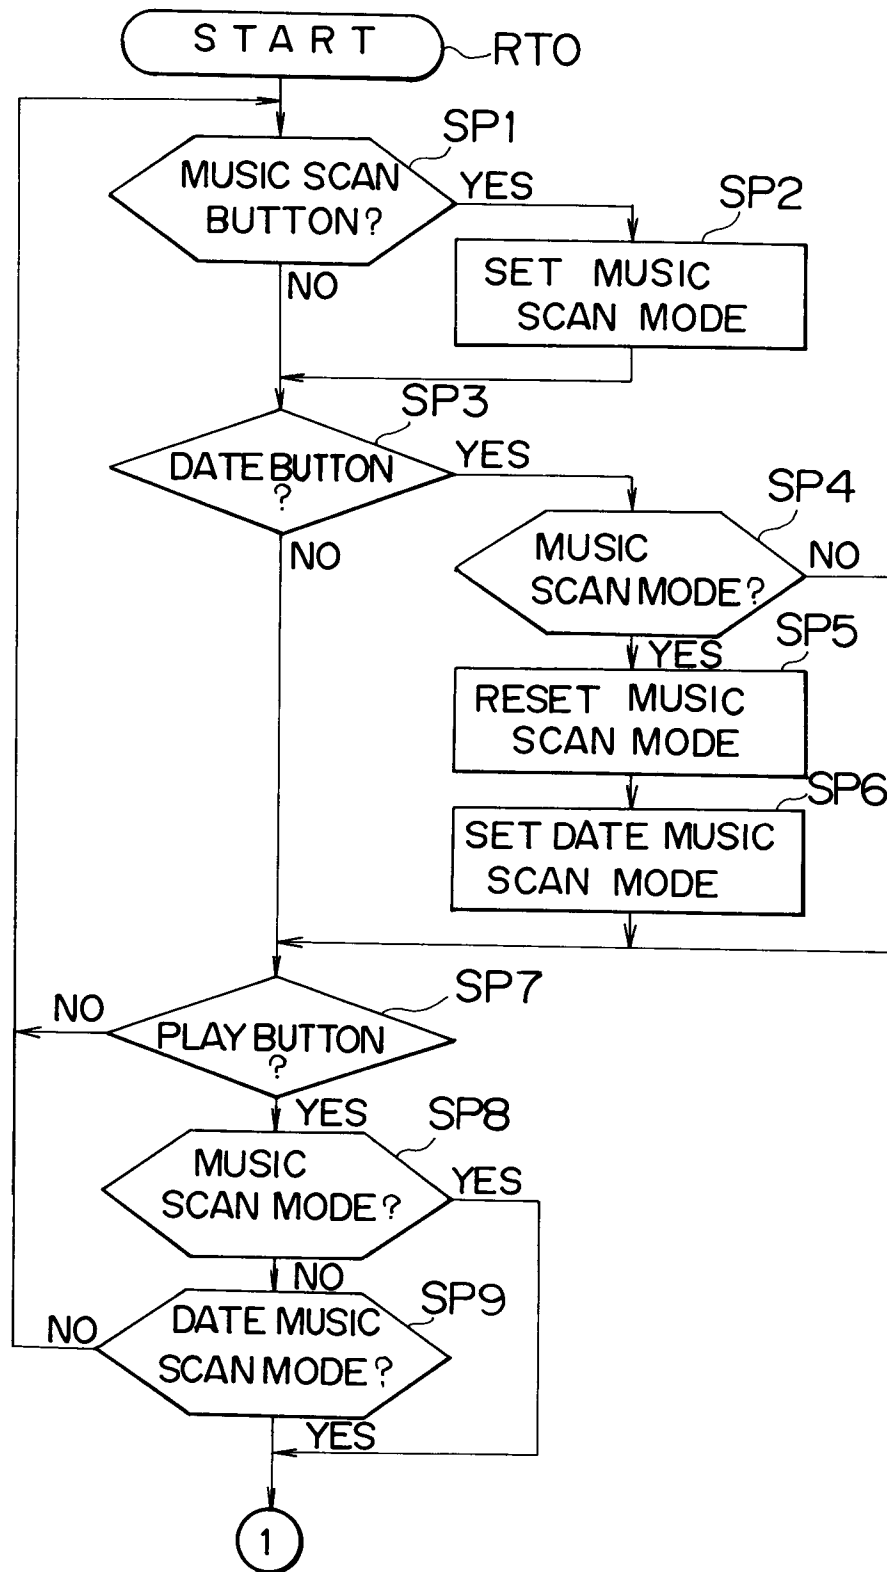 START
RT0
SP1
MUSIC SCAN
BUTTON?
YES
NO
SP2
SET MUSIC
SCAN MODE
SP3
DATE BUTTON
?
YES
NO
SP4
MUSIC
SCAN MODE?
NO
YES
SP5
RESET MUSIC
SCAN MODE
SP6
SET DATE MUSIC
SCAN MODE
SP7
NO
PLAY BUTTON
?
YES
SP8
MUSIC
SCAN MODE?
YES
NO
SP9
NO
DATE MUSIC
SCAN MODE?
YES
1